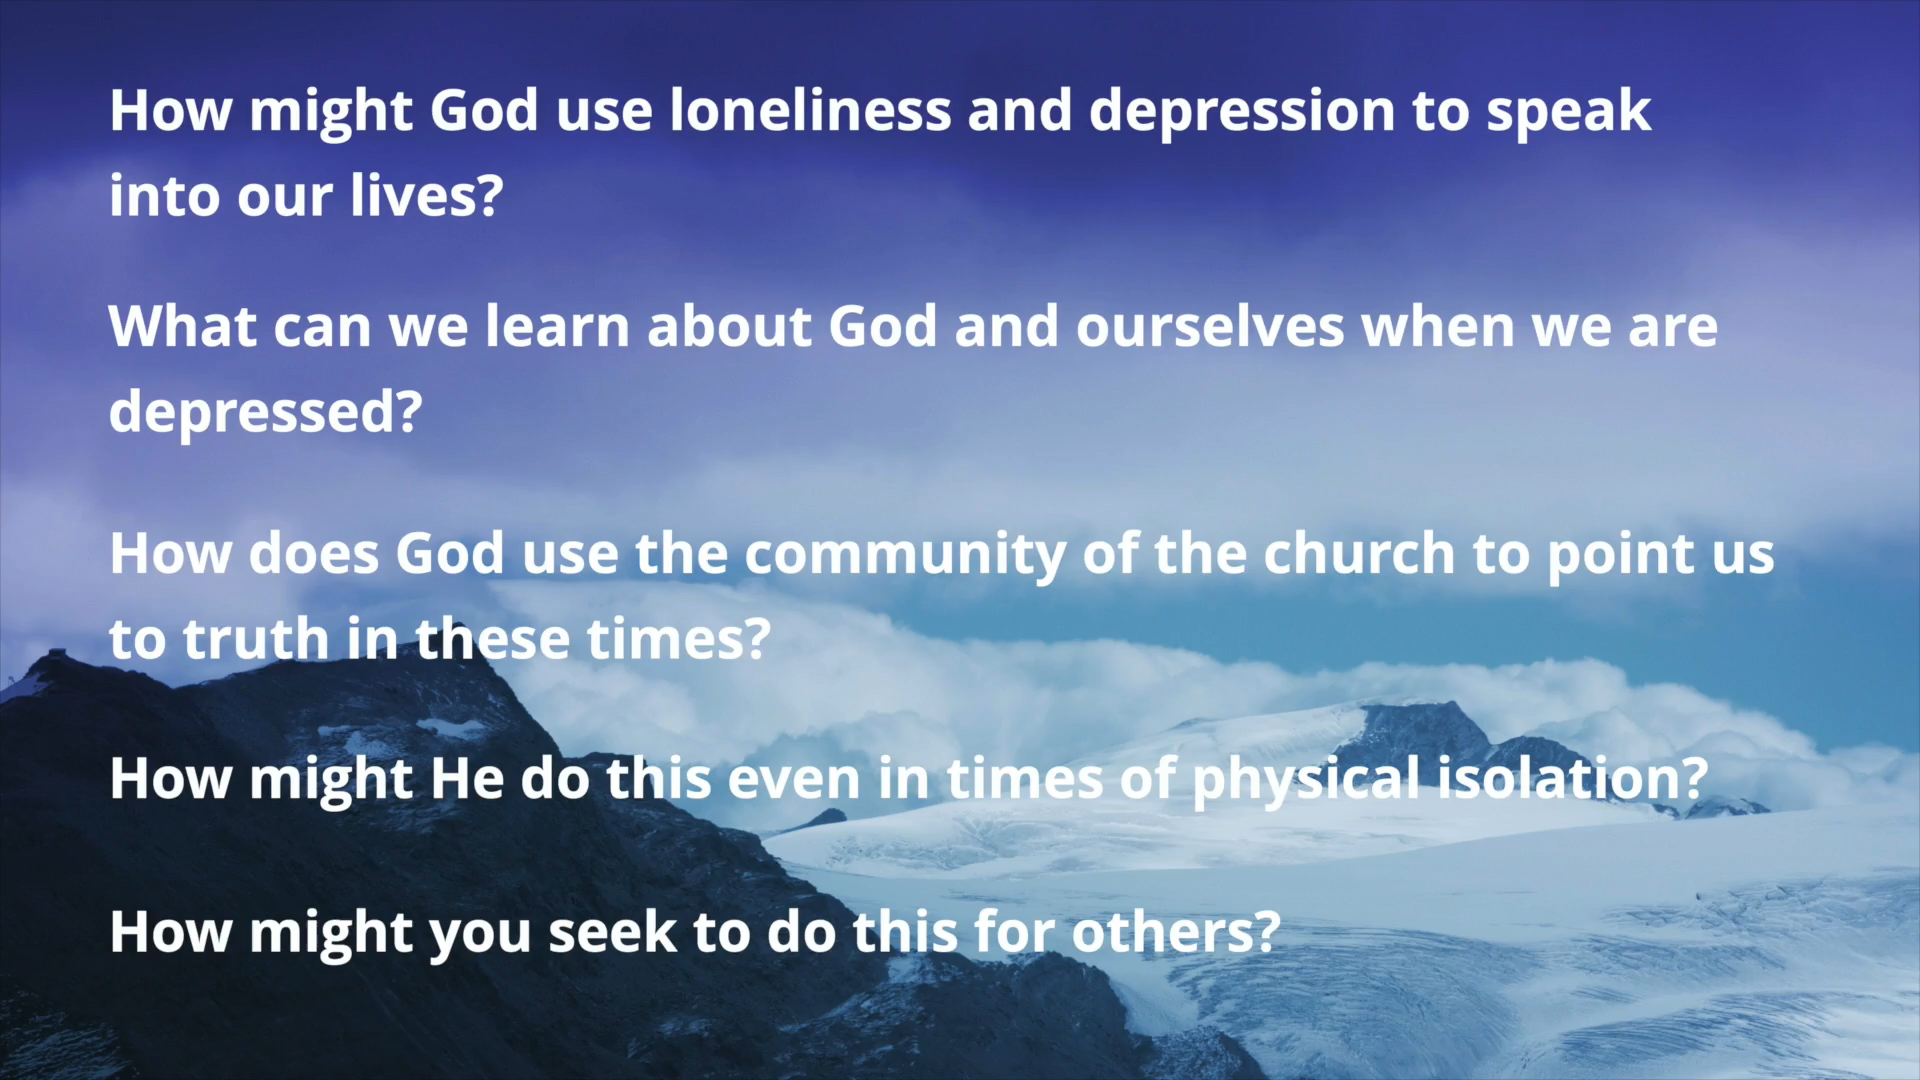 How might God use loneliness and depression to speak
into our lives?
What can we learn about God and ourselves when we are
depressed?
How does God use the community of the church to point us
to truth in these times?
How might He do this even in times of physical isolation?
How might you seek to do this for others?